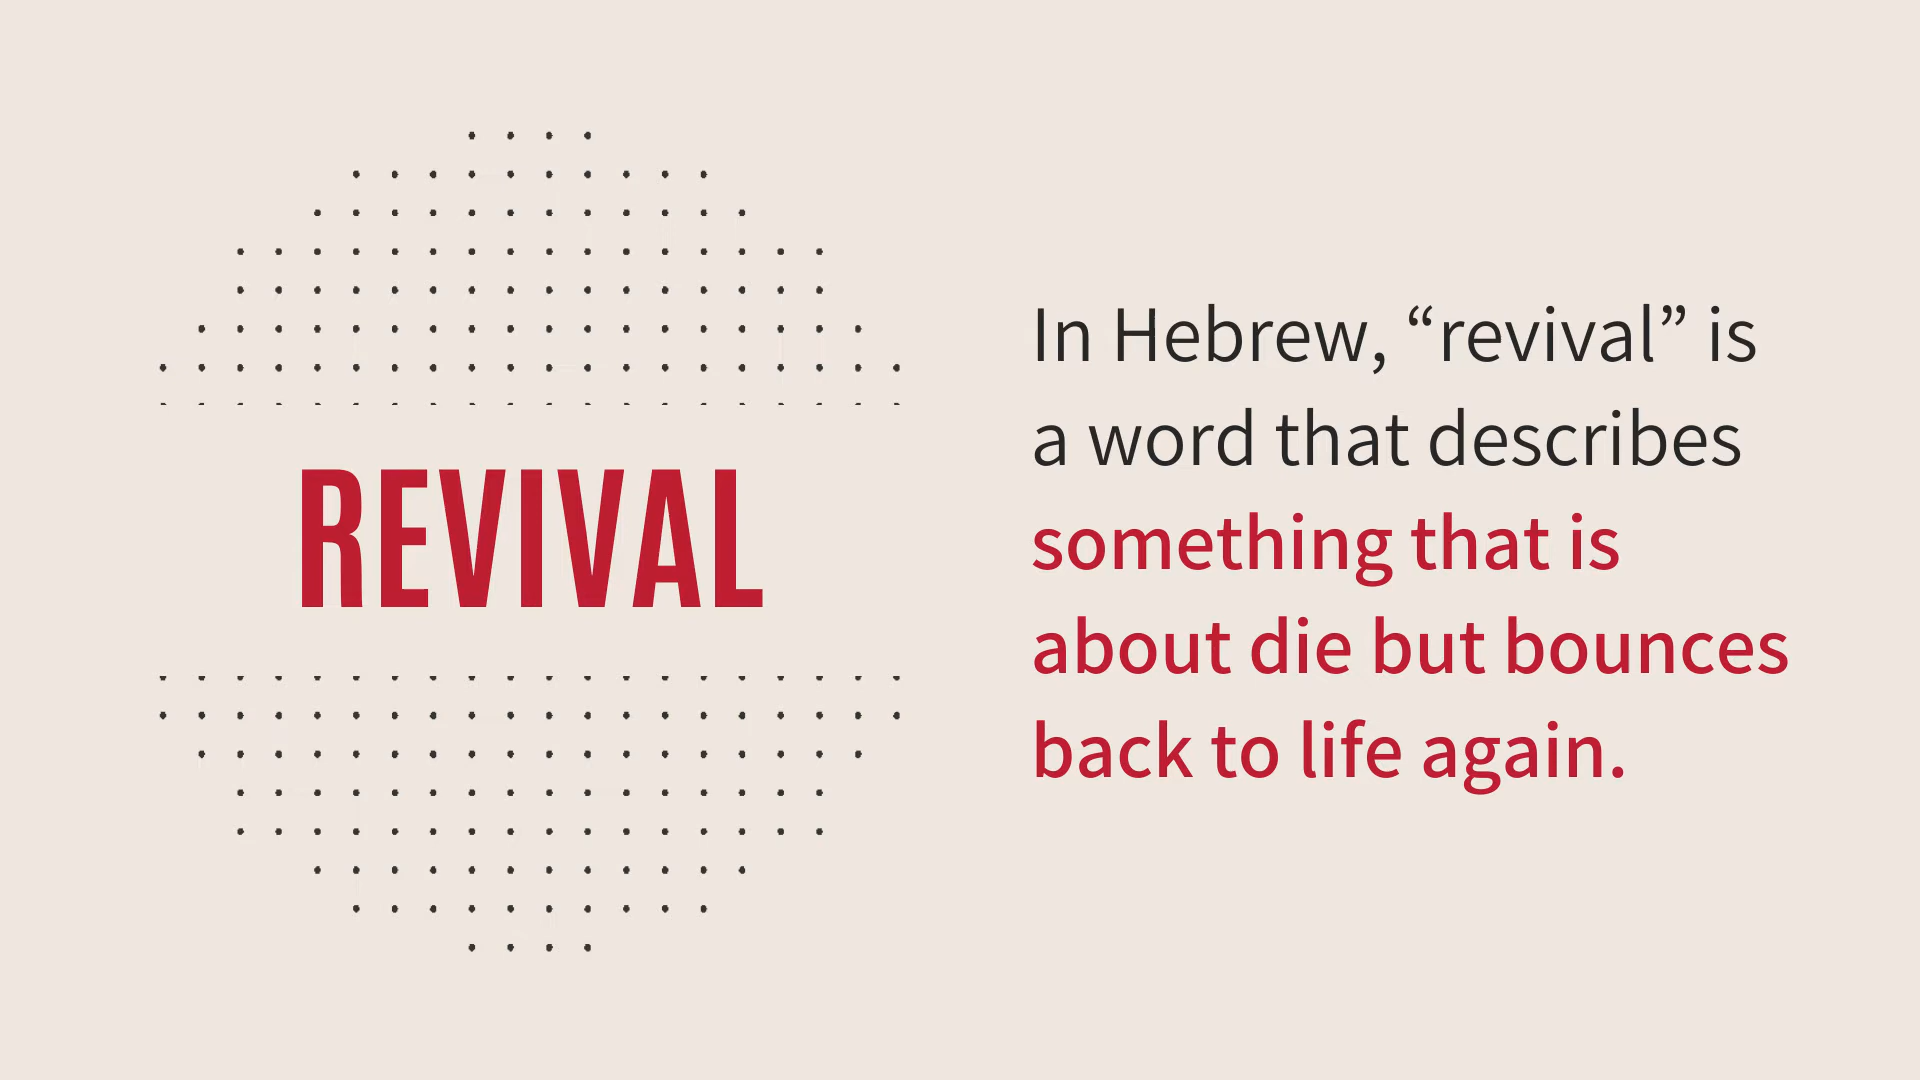 REVIVAL
In Hebrew, “revival” is
a word that describes
something that is
about die but bounces
back to life again.